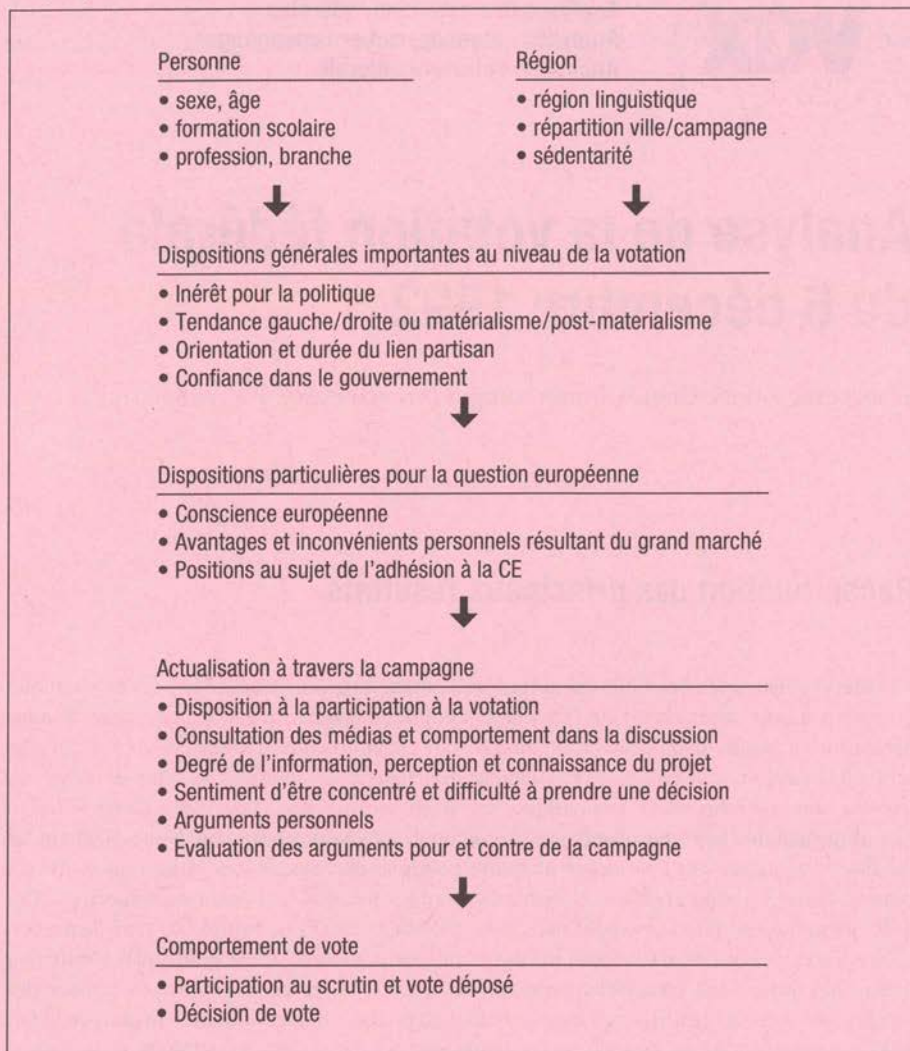 Personne
• sexe, âge
• formation scolaire
• profession, branche
Région
• région linguistique
• répartition ville/campagne
• sédentarité
Dispositions générales importantes au niveau de la votation
• Inérêt pour la politique
• Tendance gauche/droite ou matérialisme/post-materialisme
• Orientation et durée du lien partisan
• Confiance dans le gouvernement
Dispositions particulières pour la question européenne
• Conscience européenne
• Avantages et inconvénients personnels résultant du grand marché
• Positions au sujet de l'adhésion à la CE
Actualisation à travers la campagne
• Disposition à la participation à la votation
• Consultation des médias et comportement dans la discussion
• Degré de l'information, perception et connaissance du projet
• Sentiment d'être concentré et difficulté à prendre une décision
• Arguments personnels
• Evaluation des arguments pour et contre de la campagne
Comportement de vote
• Participation au scrutin et vote déposé
• Décision de vote